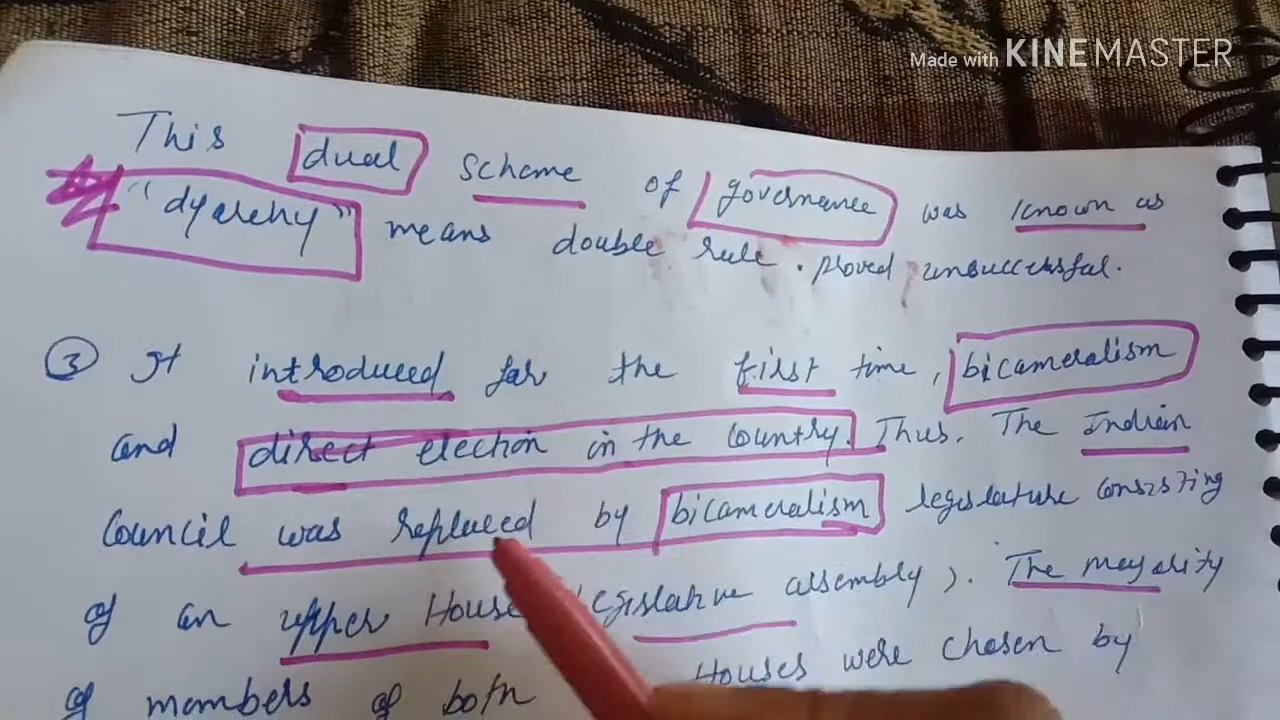 Made with KINEMASTER
This dual scheme of governance was known as
"dyarchy" means double rule. proved unsuccessful.
③ It introduced for the first time, bicameralism
and direct election in the country. Thus. The Indian
Council was replaced by bicameralism legislature consisting
of an upper House legislative assembly). The majority
of members of both Houses were chosen by